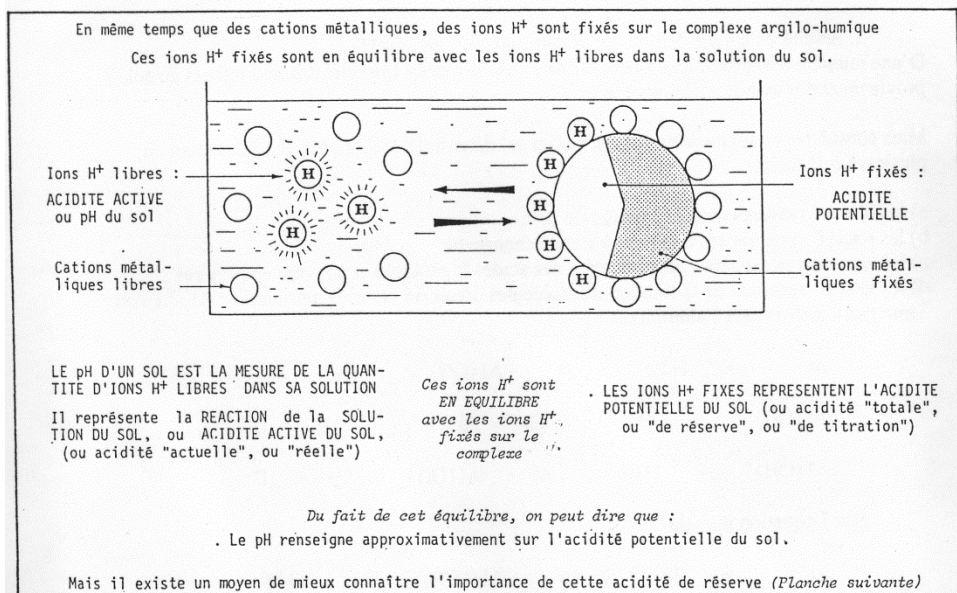 En même temps que des cations métalliques, des ions H+ sont fixés sur le complexe argilo-humique
Ces ions H+ fixés sont en équilibre avec les ions H+ libres dans la solution du sol.
Ions H+ libres :
ACIDITE ACTIVE
ou pH du sol
Cations métal-
liques libres
H
H
H
H
H
H
H
H
Ions H+ fixés :
ACIDITE
POTENTIELLE
Cations métal-
liques fixés
LE pH D'UN SOL EST LA MESURE DE LA QUAN-
TITE D'IONS H+ LIBRES DANS SA SOLUTION
Il représente la REACTION de la SOLU-
TION DU SOL, ou ACIDITE ACTIVE DU SOL,
(ou acidité "actuelle", ou "réelle")
Ces ions H+ sont
EN EQUILIBRE
avec les ions H+
fixés sur le
complexe
. LES IONS H+ FIXES REPRESENTENT L'ACIDITE
POTENTIELLE DU SOL (ou acidité "totale",
ou "de réserve", ou "de titration")
Du fait de cet équilibre, on peut dire que :
. Le pH renseigne approximativement sur l'acidité potentielle du sol.
Mais il existe un moyen de mieux connaître l'importance de cette acidité de réserve (Planche suivante)